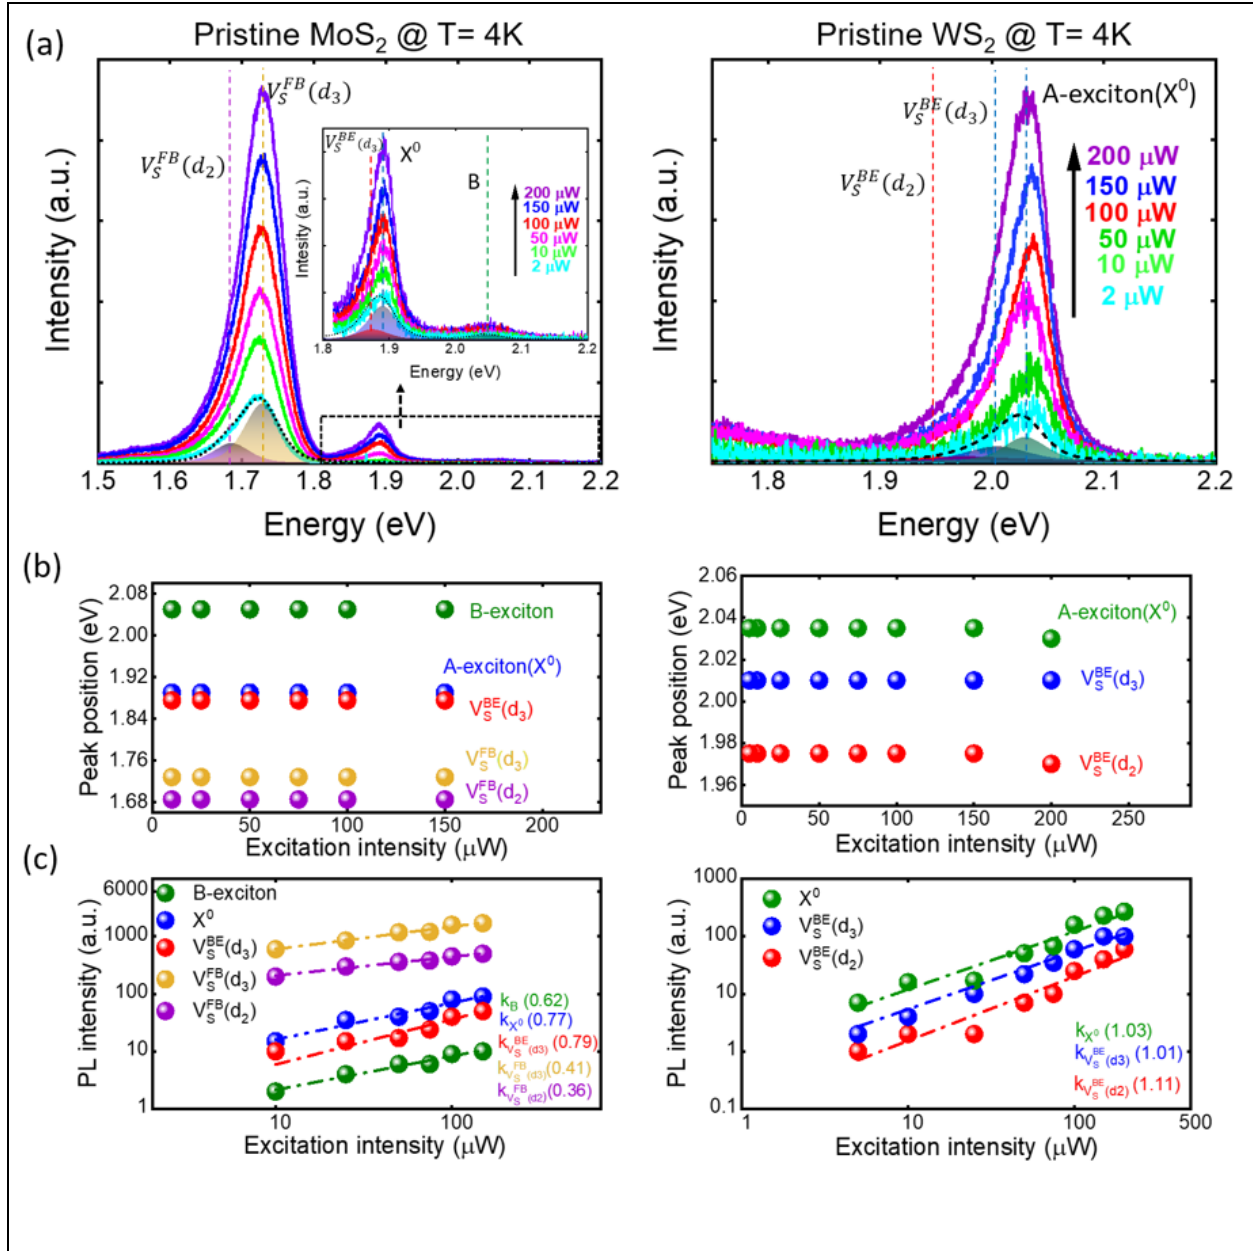 (a)
Pristine MoS₂ @ T= 4K
Intensity (a.u.)
V_S^FB(d₃)
V_S^FB(d₂)
1.5 1.6 1.7 1.8 1.9 2.0 2.1 2.2
Energy (eV)
V_S^BE(d₃)
X⁰
B
Intesity (a.u.)
200 µW
150 µW
100 µW
50 µW
10 µW
2 µW
1.8 1.9 2.0 2.1 2.2
Energy (eV)
Pristine WS₂ @ T= 4K
Intensity (a.u.)
A-exciton(X⁰)
V_S^BE(d₃)
V_S^BE(d₂)
200 µW
150 µW
100 µW
50 µW
10 µW
2 µW
1.8 1.9 2.0 2.1 2.2
Energy (eV)
(b)
Peak position (eV)
2.08
2.00
1.92
1.84
1.76
1.68
B-exciton
A-exciton(X⁰)
V_S^BE(d₃)
V_S^FB(d₃)
V_S^FB(d₂)
0 50 100 150 200
Excitation intensity (µW)
Peak position (eV)
2.06
2.04
2.02
2.00
1.98
1.96
A-exciton(X⁰)
V_S^BE(d₃)
V_S^BE(d₂)
0 50 100 150 200 250
Excitation intensity (µW)
(c)
PL intensity (a.u.)
6000
1000
100
10
1
B-exciton
X⁰
V_S^BE(d₃)
V_S^FB(d₃)
V_S^FB(d₂)
k_B (0.62)
k_X⁰ (0.77)
k_V_S^BE(d3) (0.79)
k_V_S^FB(d3) (0.41)
k_V_S^FB(d2) (0.36)
10 100
Excitation intensity (µW)
PL intensity (a.u.)
1000
100
10
1
0.1
X⁰
V_S^BE(d₃)
V_S^BE(d₂)
k_X⁰ (1.03)
k_V_S^BE(d3) (1.01)
k_V_S^BE(d2) (1.11)
1 10 100 500
Excitation intensity (µW)